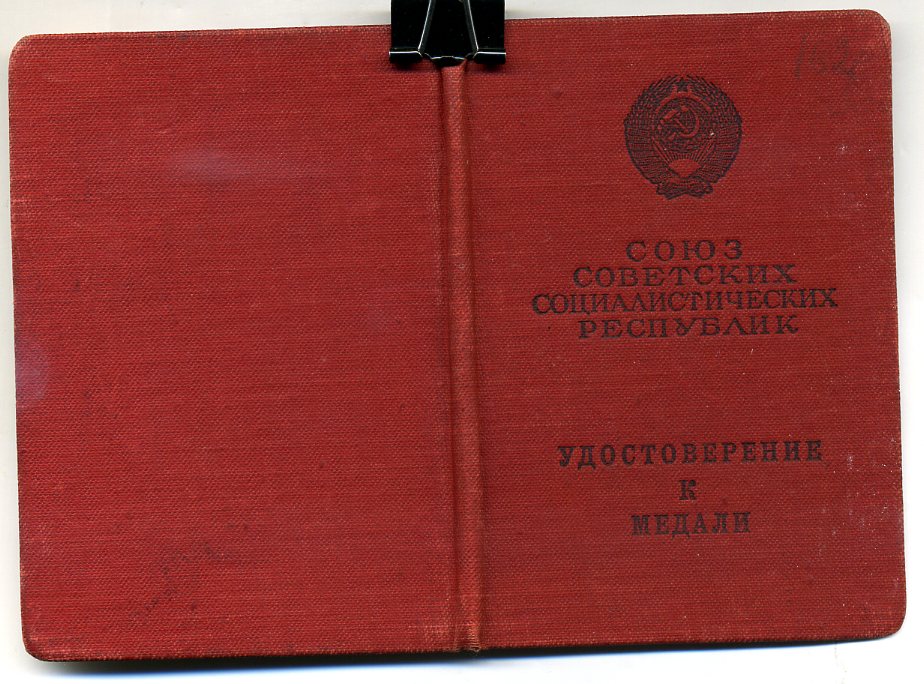 СОЮЗ
СОВЕТСКИХ
СОЦИАЛИСТИЧЕСКИХ
РЕСПУБЛИК
УДОСТОВЕРЕНИЕ
К
МЕДАЛИ